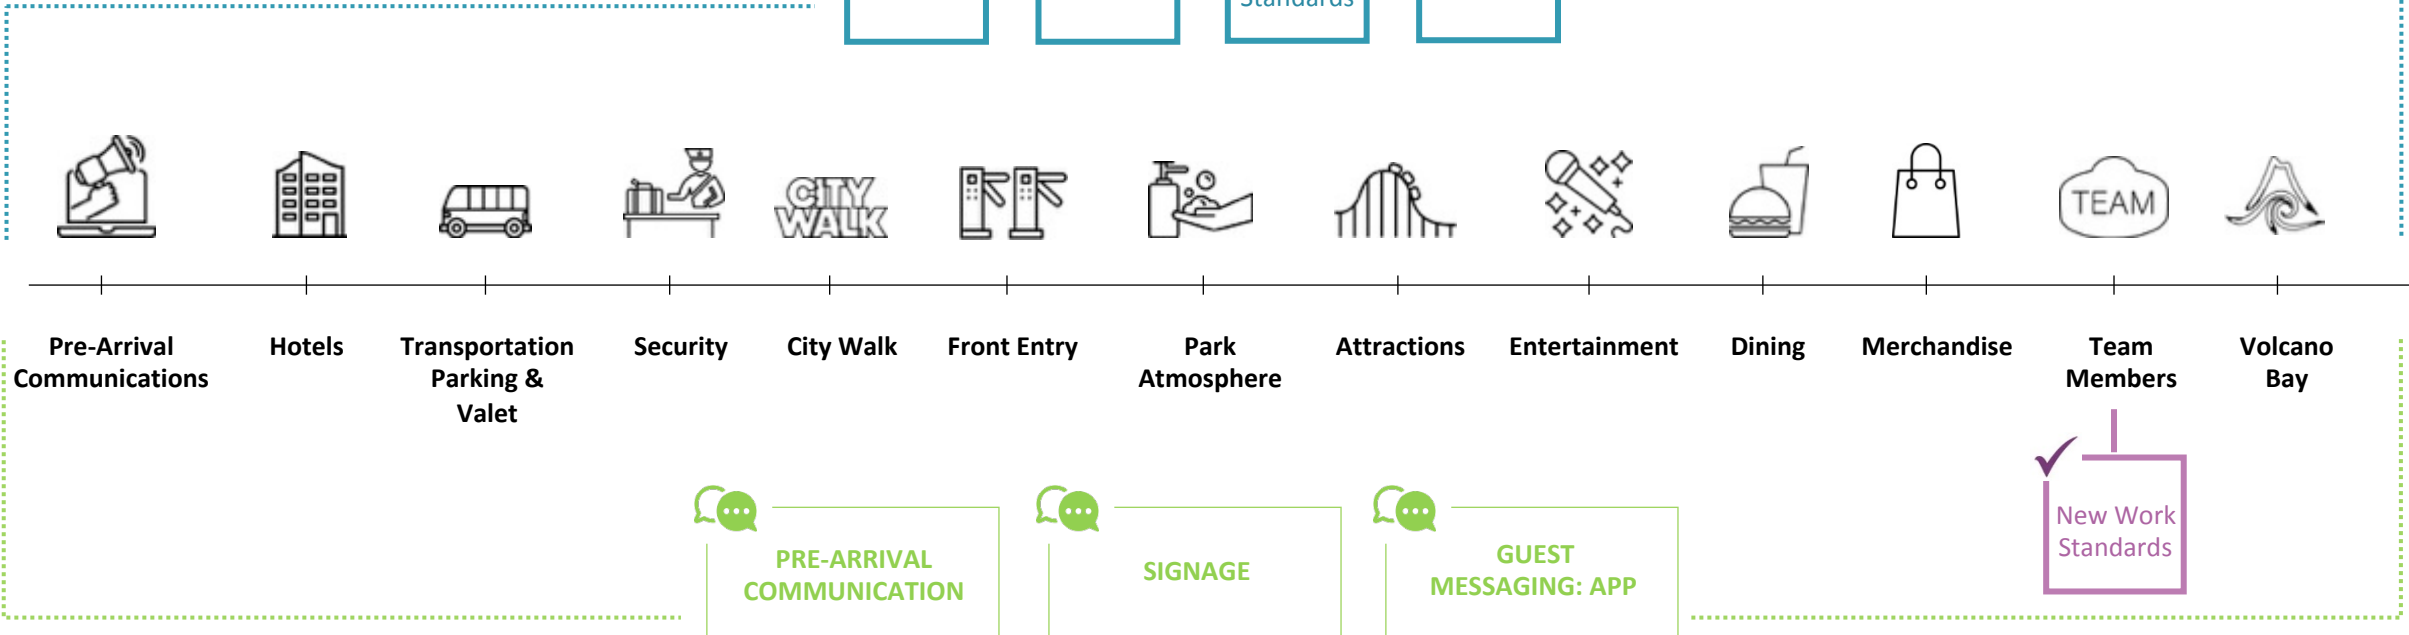 Standards
CITY
WALK
TEAM
Pre-Arrival
Communications
Hotels
Transportation
Parking &
Valet
Security
City Walk
Front Entry
Park
Atmosphere
Attractions
Entertainment
Dining
Merchandise
Team
Members
Volcano
Bay
New Work
Standards
PRE-ARRIVAL
COMMUNICATION
SIGNAGE
GUEST
MESSAGING: APP